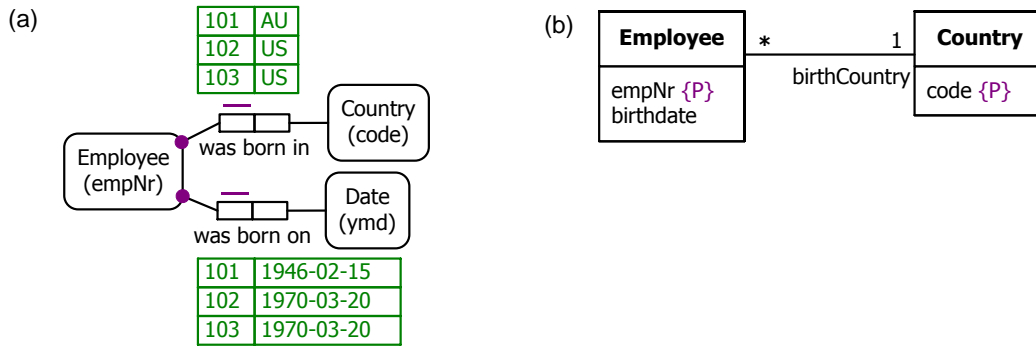 (a)
101 AU
102 US
103 US
Employee
(empNr)
was born in
Country
(code)
was born on
Date
(ymd)
101 1946-02-15
102 1970-03-20
103 1970-03-20
(b)
Employee
empNr {P}
birthdate
* 1
birthCountry
Country
code {P}